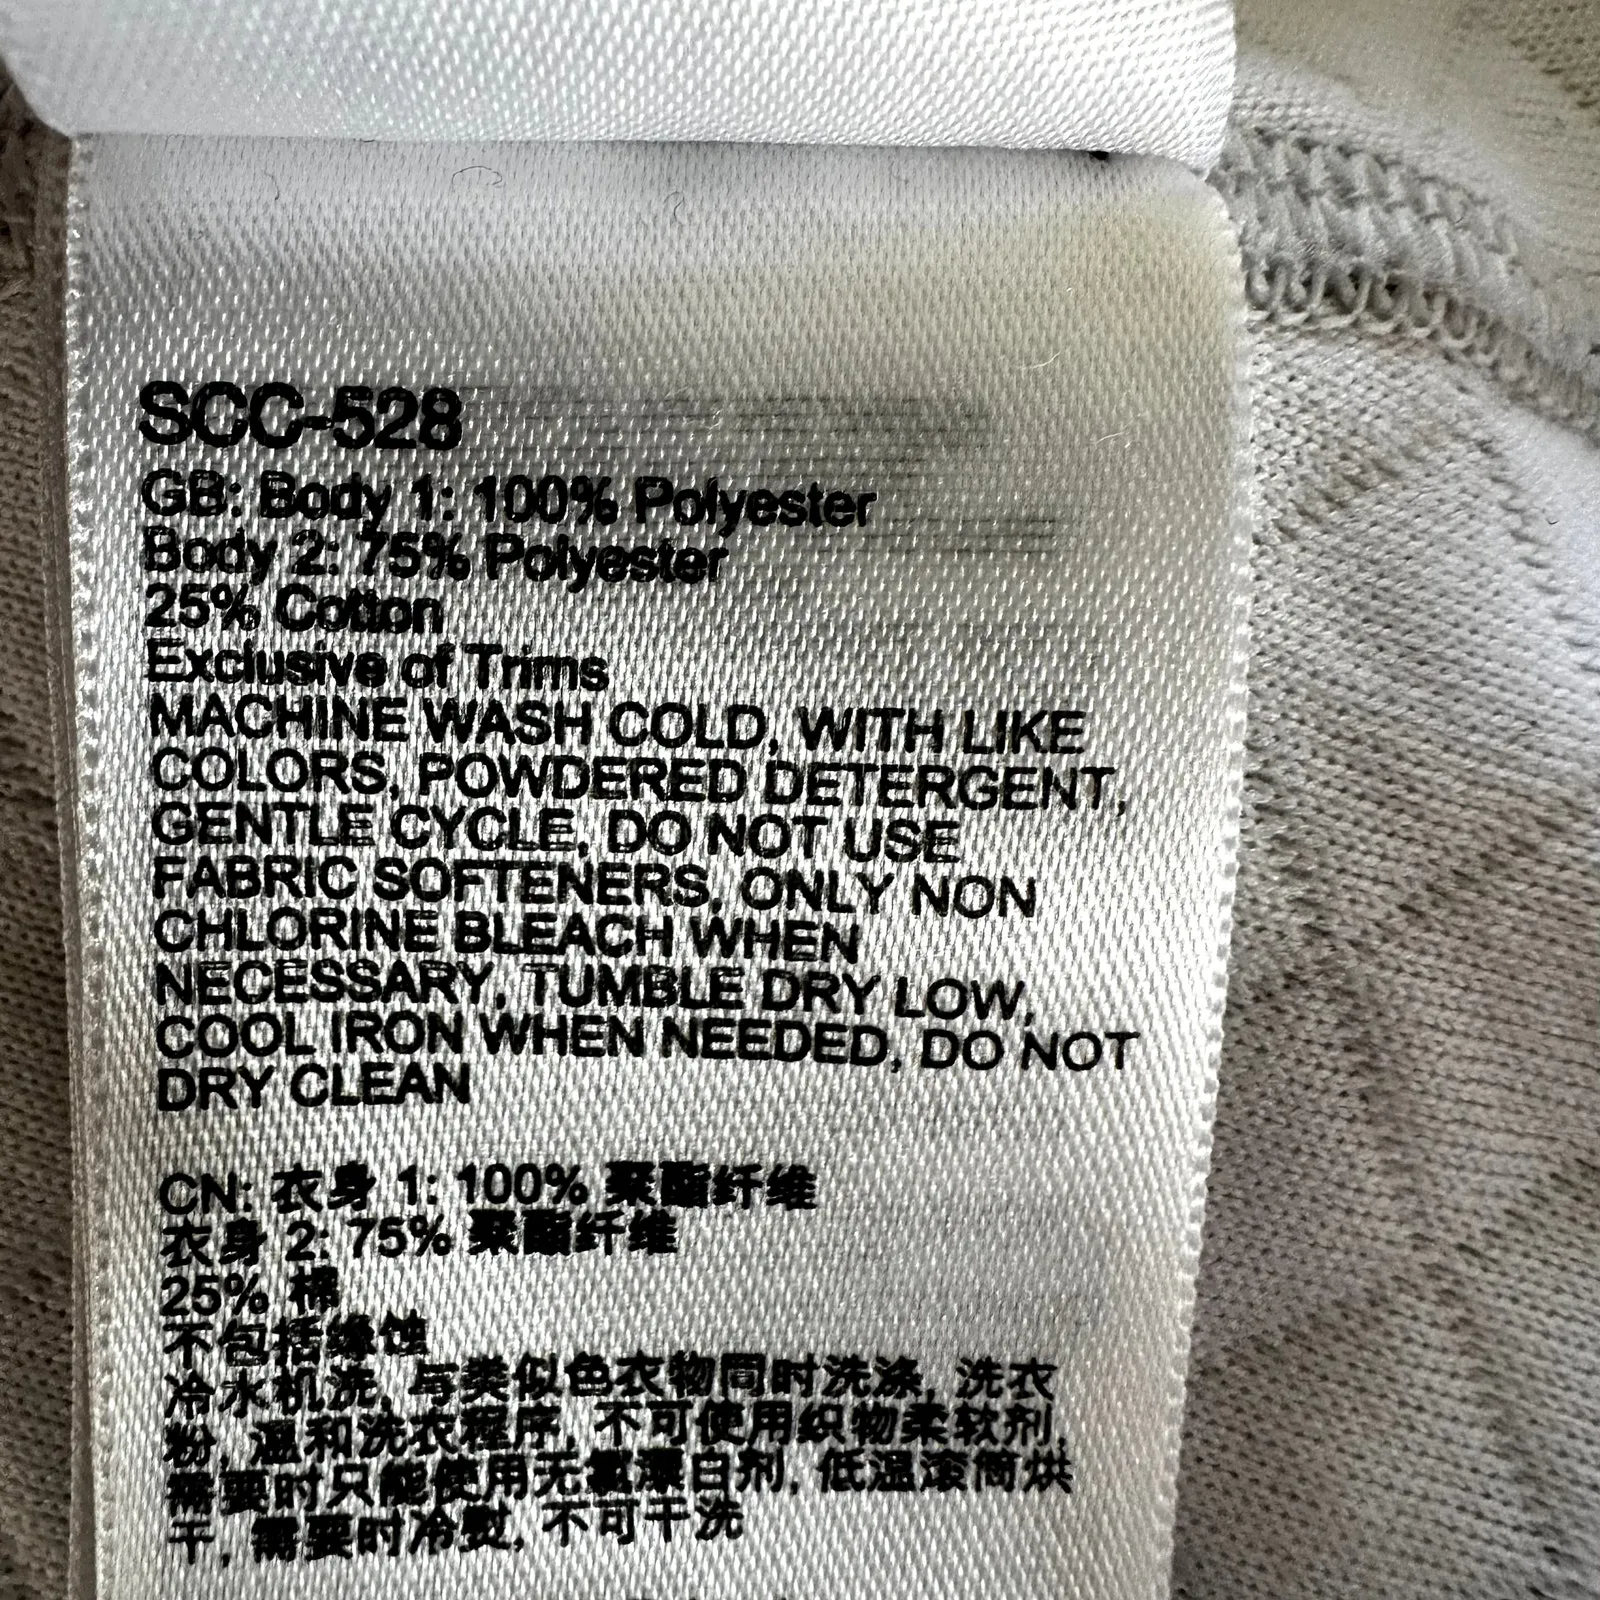 SCC-528
GB: Body 1: 100% Polyester
Body 2: 75% Polyester
25% Cotton
Exclusive of Trims
MACHINE WASH COLD, WITH LIKE
COLORS, POWDERED DETERGENT,
GENTLE CYCLE, DO NOT USE
FABRIC SOFTENERS, ONLY NON
CHLORINE BLEACH WHEN
NECESSARY, TUMBLE DRY LOW,
COOL IRON WHEN NEEDED, DO NOT
DRY CLEAN
CN: 衣身 1: 100% 聚酯纤维
衣身 2: 75% 聚酯纤维
25% 棉
不包括缘蚀
冷水机洗, 与类似色衣物同时洗涤, 洗衣
粉, 温和洗衣程序, 不可使用织物柔软剂,
需要时只能使用无氯漂白剂, 低温滚筒烘
干, 需要时冷熨, 不可干洗